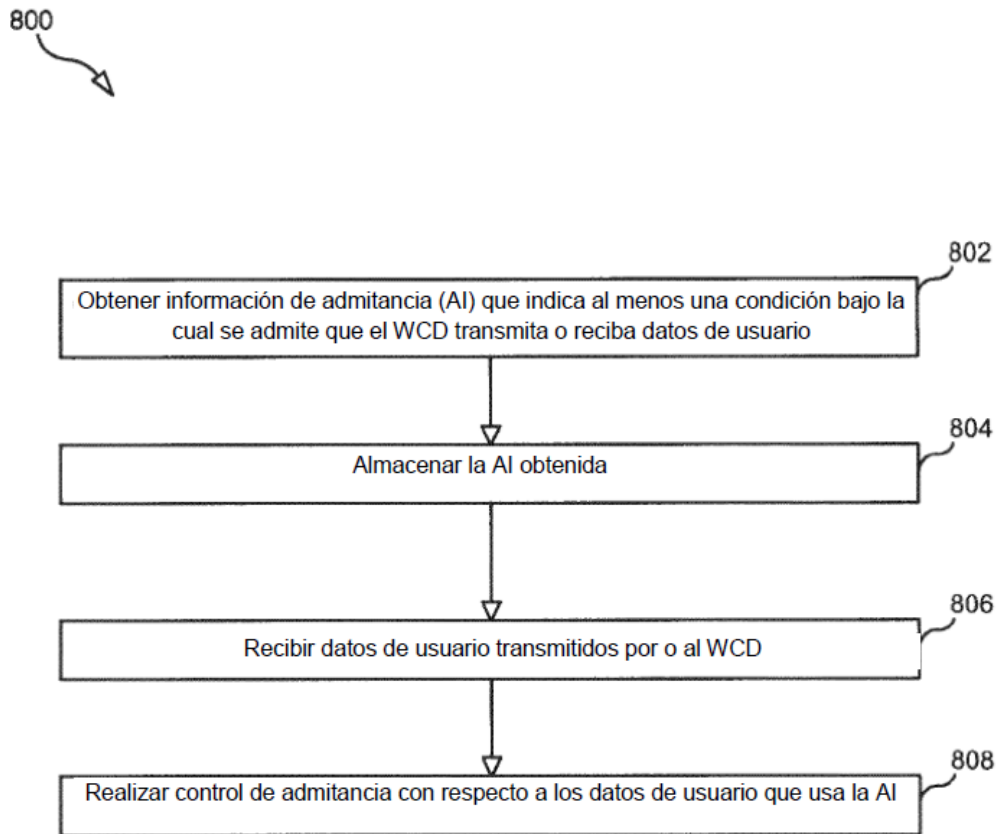 800
802
Obtener información de admitancia (AI) que indica al menos una condición bajo la
cual se admite que el WCD transmita o reciba datos de usuario
804
Almacenar la AI obtenida
806
Recibir datos de usuario transmitidos por o al WCD
808
Realizar control de admitancia con respecto a los datos de usuario que usa la AI